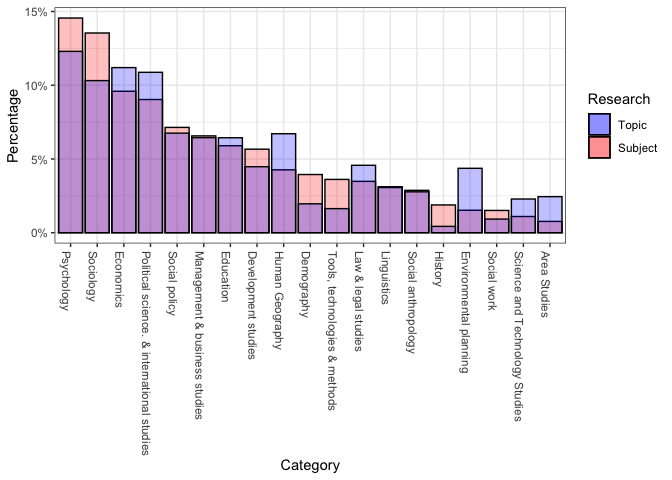 15%
10%
5%
0%
Percentage
Psychology
Sociology
Economics
Political science. & international studies
Social policy
Management & business studies
Education
Development studies
Human Geography
Demography
Tools, technologies & methods
Law & legal studies
Linguistics
Social anthropology
History
Environmental planning
Social work
Science and Technology Studies
Area Studies
Category
Research
Topic
Subject